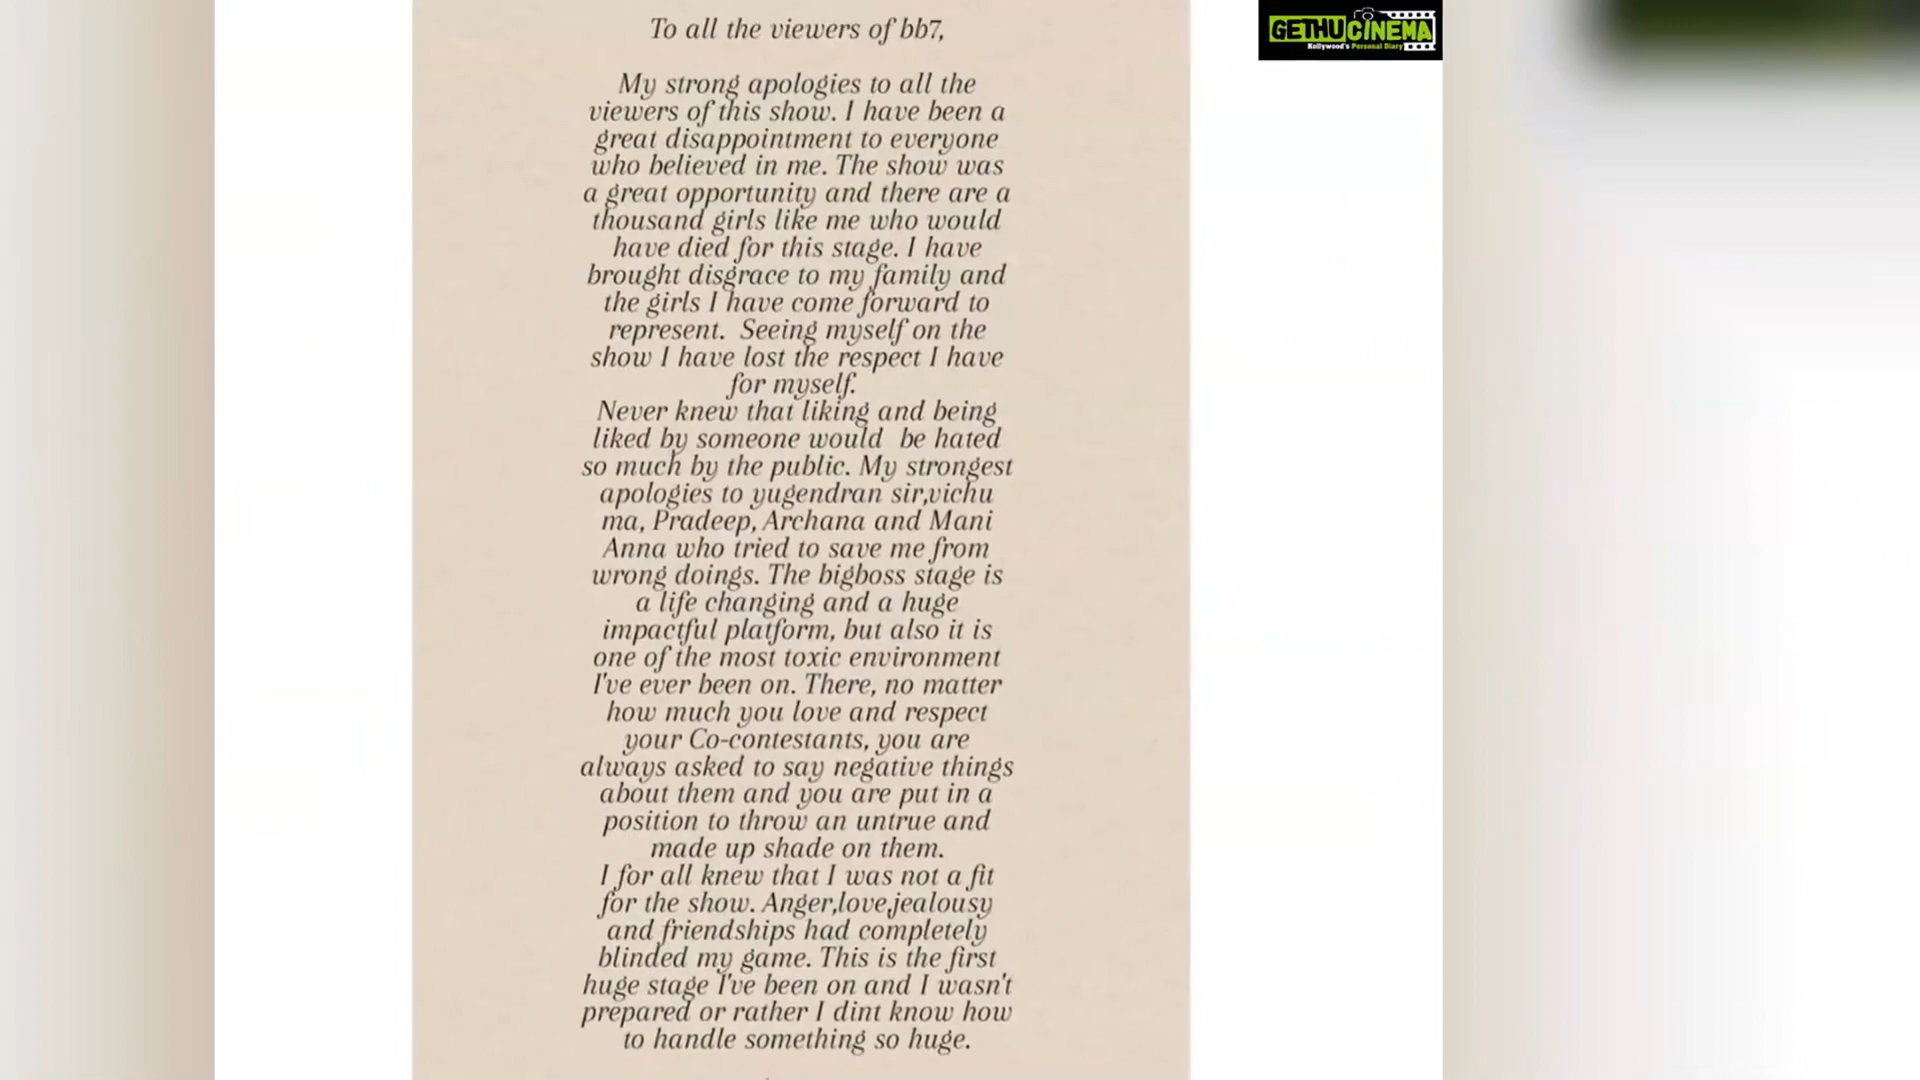 To all the viewers of bb7,
My strong apologies to all the
viewers of this show. I have been a
great disappointment to everyone
who believed in me. The show was
a great opportunity and there are a
thousand girls like me who would
have died for this stage. I have
brought disgrace to my family and
the girls I have come forward to
represent.  Seeing myself on the
show I have lost the respect I have
for myself.
Never knew that liking and being
liked by someone would  be hated
so much by the public. My strongest
apologies to yugendran sir,vichu
ma, Pradeep, Archana and Mani
Anna who tried to save me from
wrong doings. The bigboss stage is
a life changing and a huge
impactful platform, but also it is
one of the most toxic environment
I've ever been on. There, no matter
how much you love and respect
your Co-contestants, you are
always asked to say negative things
about them and you are put in a
position to throw an untrue and
made up shade on them.
I for all knew that I was not a fit
for the show. Anger,love,jealousy
and friendships had completely
blinded my game. This is the first
huge stage I've been on and I wasn't
prepared or rather I dint know how
to handle something so huge.
GETHU CINEMA
Kollywood's Personal Diary